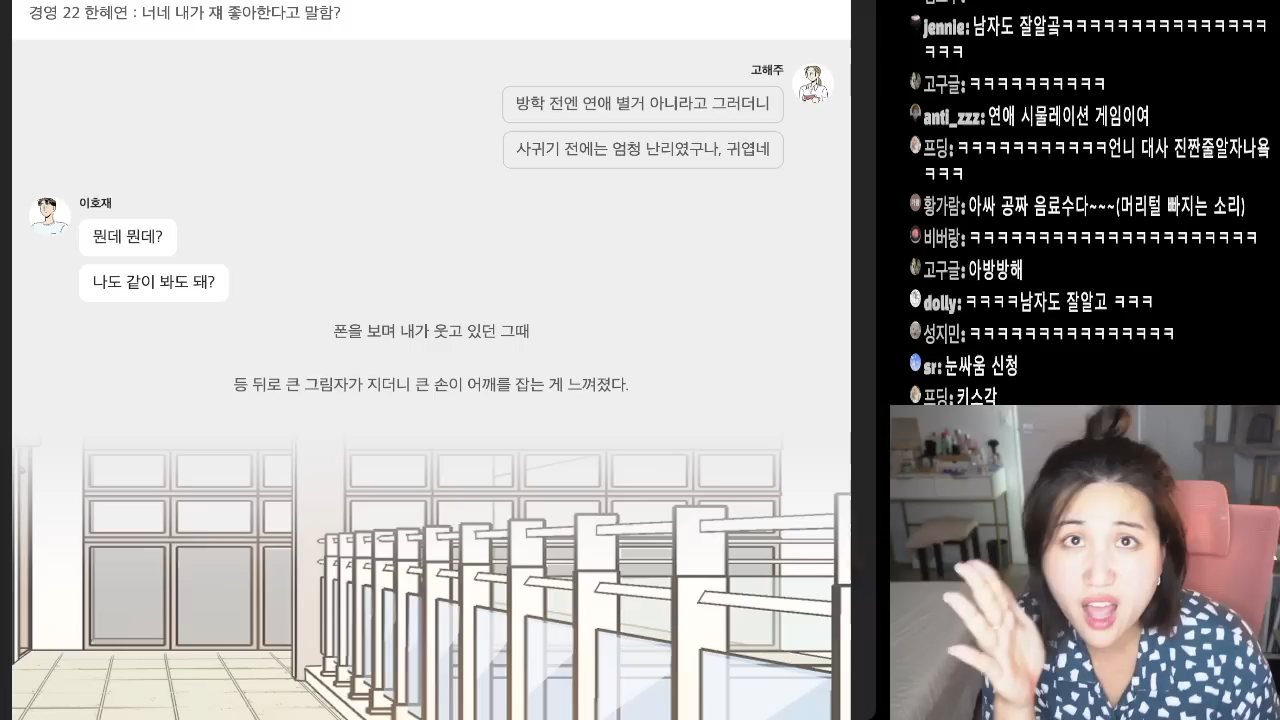 경영 22 한혜연 : 너네 내가 쟤 좋아한다고 말함?
고해주
방학 전엔 연애 별거 아니라고 그러더니
사귀기 전에는 엄청 난리였구나, 귀엽네
이호재
뭔데 뭔데?
나도 같이 봐도 돼?
폰을 보며 내가 웃고 있던 그때
등 뒤로 큰 그림자가 지더니 큰 손이 어깨를 잡는 게 느껴졌다.
jennie: 남자도 잘알곸ㅋㅋㅋㅋㅋㅋㅋㅋㅋㅋㅋㅋㅋㅋ
ㅋㅋㅋ
고구글: ㅋㅋㅋㅋㅋㅋㅋㅋㅋㅋ
anti_zzz: 연애 시뮬레이션 게임이여
프딩: ㅋㅋㅋㅋㅋㅋㅋㅋㅋㅋㅋ언니 대사 진짠줄알자나욬
ㅋㅋㅋ
황가람: 아싸 공짜 음료수다~~~(머리털 빠지는 소리)
비버랑: ㅋㅋㅋㅋㅋㅋㅋㅋㅋㅋㅋㅋㅋㅋㅋㅋㅋㅋㅋㅋㅋ
고구글: 아방방해
dolly: ㅋㅋㅋㅋ남자도 잘알고 ㅋㅋㅋ
성지민: ㅋㅋㅋㅋㅋㅋㅋㅋㅋㅋㅋㅋㅋㅋㅋ
sr: 눈싸움 신청
프딩: 키스각